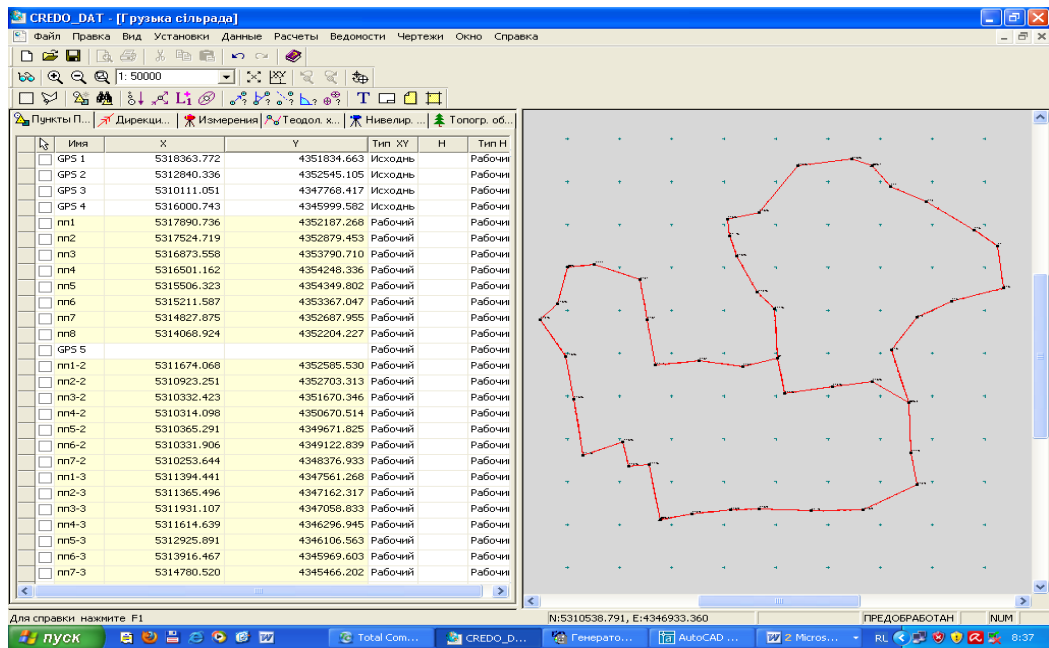 CREDO_DAT - [Грузька сільрада]
Файл Правка Вид Установки Данные Расчеты Ведомости Чертежи Окно Справка
1: 50000
Пункты П... Дирекци... Измерения Теодол. х... Нивелир. ... Топогр. об...
Имя X Y Тип XY H Тип H
GPS 1 5318363.772 4351834.663 Исходнь Рабочи
GPS 2 5312840.336 4352545.105 Исходнь Рабочи
GPS 3 5310111.051 4347768.417 Исходнь Рабочи
GPS 4 5316000.743 4345999.582 Исходнь Рабочи
пп1 5317890.736 4352187.268 Рабочий Рабочи
пп2 5317524.719 4352879.453 Рабочий Рабочи
пп3 5316873.558 4353790.710 Рабочий Рабочи
пп4 5316501.162 4354248.336 Рабочий Рабочи
пп5 5315506.323 4354349.802 Рабочий Рабочи
пп6 5315211.587 4353367.047 Рабочий Рабочи
пп7 5314827.875 4352687.955 Рабочий Рабочи
пп8 5314068.924 4352204.227 Рабочий Рабочи
GPS 5 Рабочий Рабочи
пп1-2 5311674.068 4352585.530 Рабочий Рабочи
пп2-2 5310923.251 4352703.313 Рабочий Рабочи
пп3-2 5310332.423 4351670.346 Рабочий Рабочи
пп4-2 5310314.098 4350670.514 Рабочий Рабочи
пп5-2 5310365.291 4349671.825 Рабочий Рабочи
пп6-2 5310331.906 4349122.839 Рабочий Рабочи
пп7-2 5310253.644 4348376.933 Рабочий Рабочи
пп1-3 5311394.441 4347561.268 Рабочий Рабочи
пп2-3 5311365.496 4347162.317 Рабочий Рабочи
пп3-3 5311931.107 4347058.833 Рабочий Рабочи
пп4-3 5311614.639 4346296.945 Рабочий Рабочи
пп5-3 5312925.891 4346106.563 Рабочий Рабочи
пп6-3 5313916.467 4345969.603 Рабочий Рабочи
пп7-3 5314780.520 4345466.202 Рабочий Рабочи
Для справки нажмите F1 N:5310538.791, E:4346933.360 ПРЕДОБРАБОТАН NUM
пуск Total Com... CREDO_D... Генерато... AutoCAD ... 2 Micros... RL 8:37